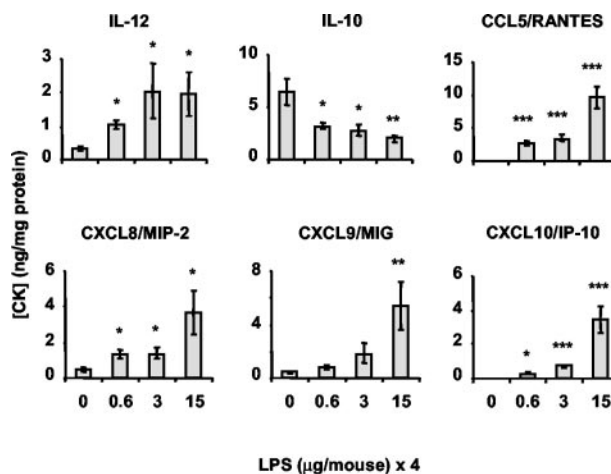 IL-12 IL-10 CCL5/RANTES
3 2 1 0
* * *
10 5 0
* * **
15 10 5 0
*** *** ***
[CK] (ng/mg protein)
CXCL8/MIP-2 CXCL9/MIG CXCL10/IP-10
6 4 2 0
* * *
8 4 0
**
6 4 2 0
* *** ***
0 0.6 3 15 0 0.6 3 15 0 0.6 3 15
LPS (µg/mouse) x 4